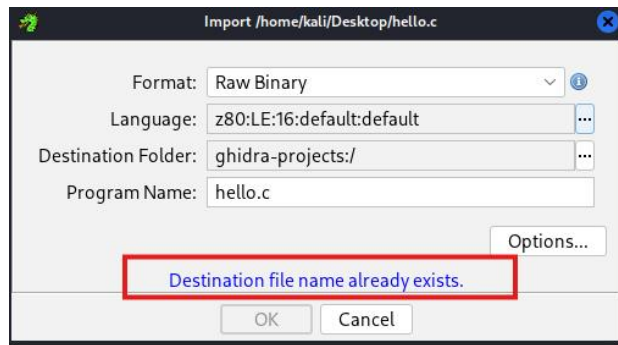 Import /home/kali/Desktop/hello.c
Format: Raw Binary
Language: z80:LE:16:default:default ...
Destination Folder: ghidra-projects:/ ...
Program Name: hello.c
Options...
Destination file name already exists.
OK Cancel